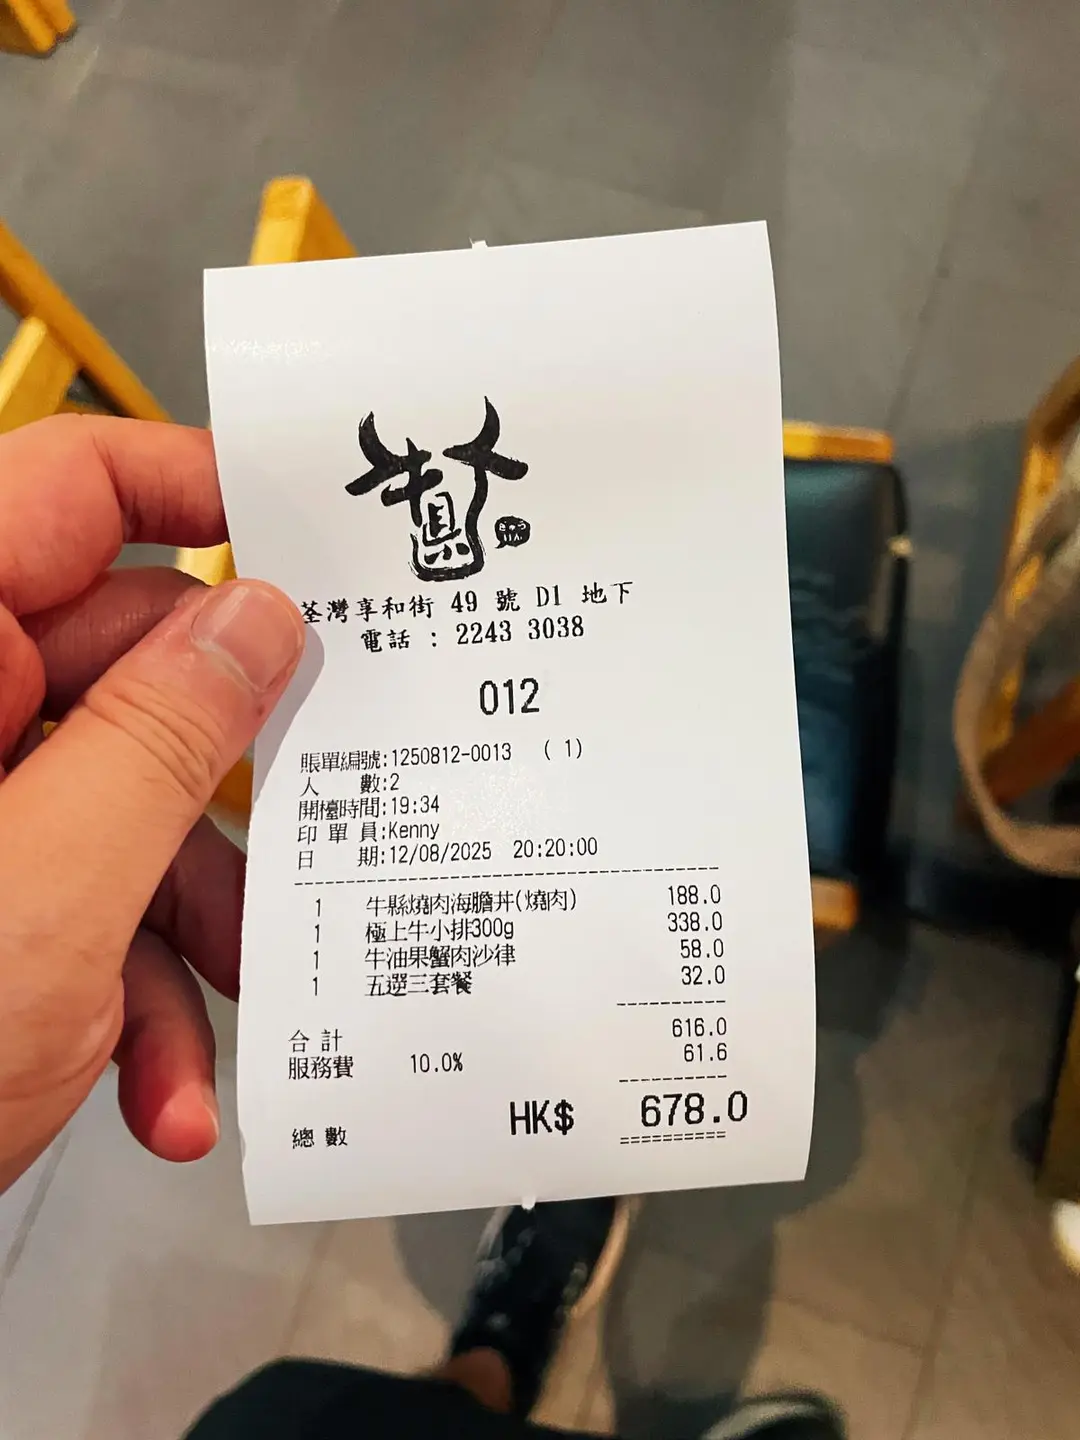 牛縣
荃灣享和街 49 號 D1 地下
電話 : 2243 3038
012
賬單編號:1250812-0013 ( 1)
人 數:2
開檯時間:19:34
印 單 員:Kenny
日 期:12/08/2025 20:20:00
1 牛縣燒肉海膽丼(燒肉) 188.0
1 極上牛小排300g 338.0
1 牛油果蟹肉沙律 58.0
1 五選三套餐 32.0
合 計 616.0
服務費 10.0% 61.6
總 數 HK$ 678.0